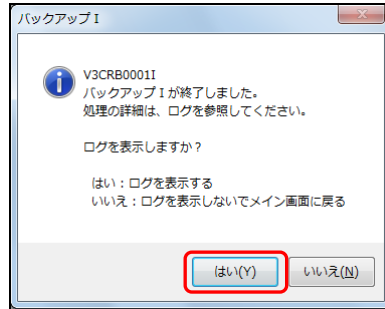 バックアップⅠ
V3CRB0001I
バックアップⅠが終了しました。
処理の詳細は、ログを参照してください。
ログを表示しますか？
はい：ログを表示する
いいえ：ログを表示しないでメイン画面に戻る
はい(Y)
いいえ(N)